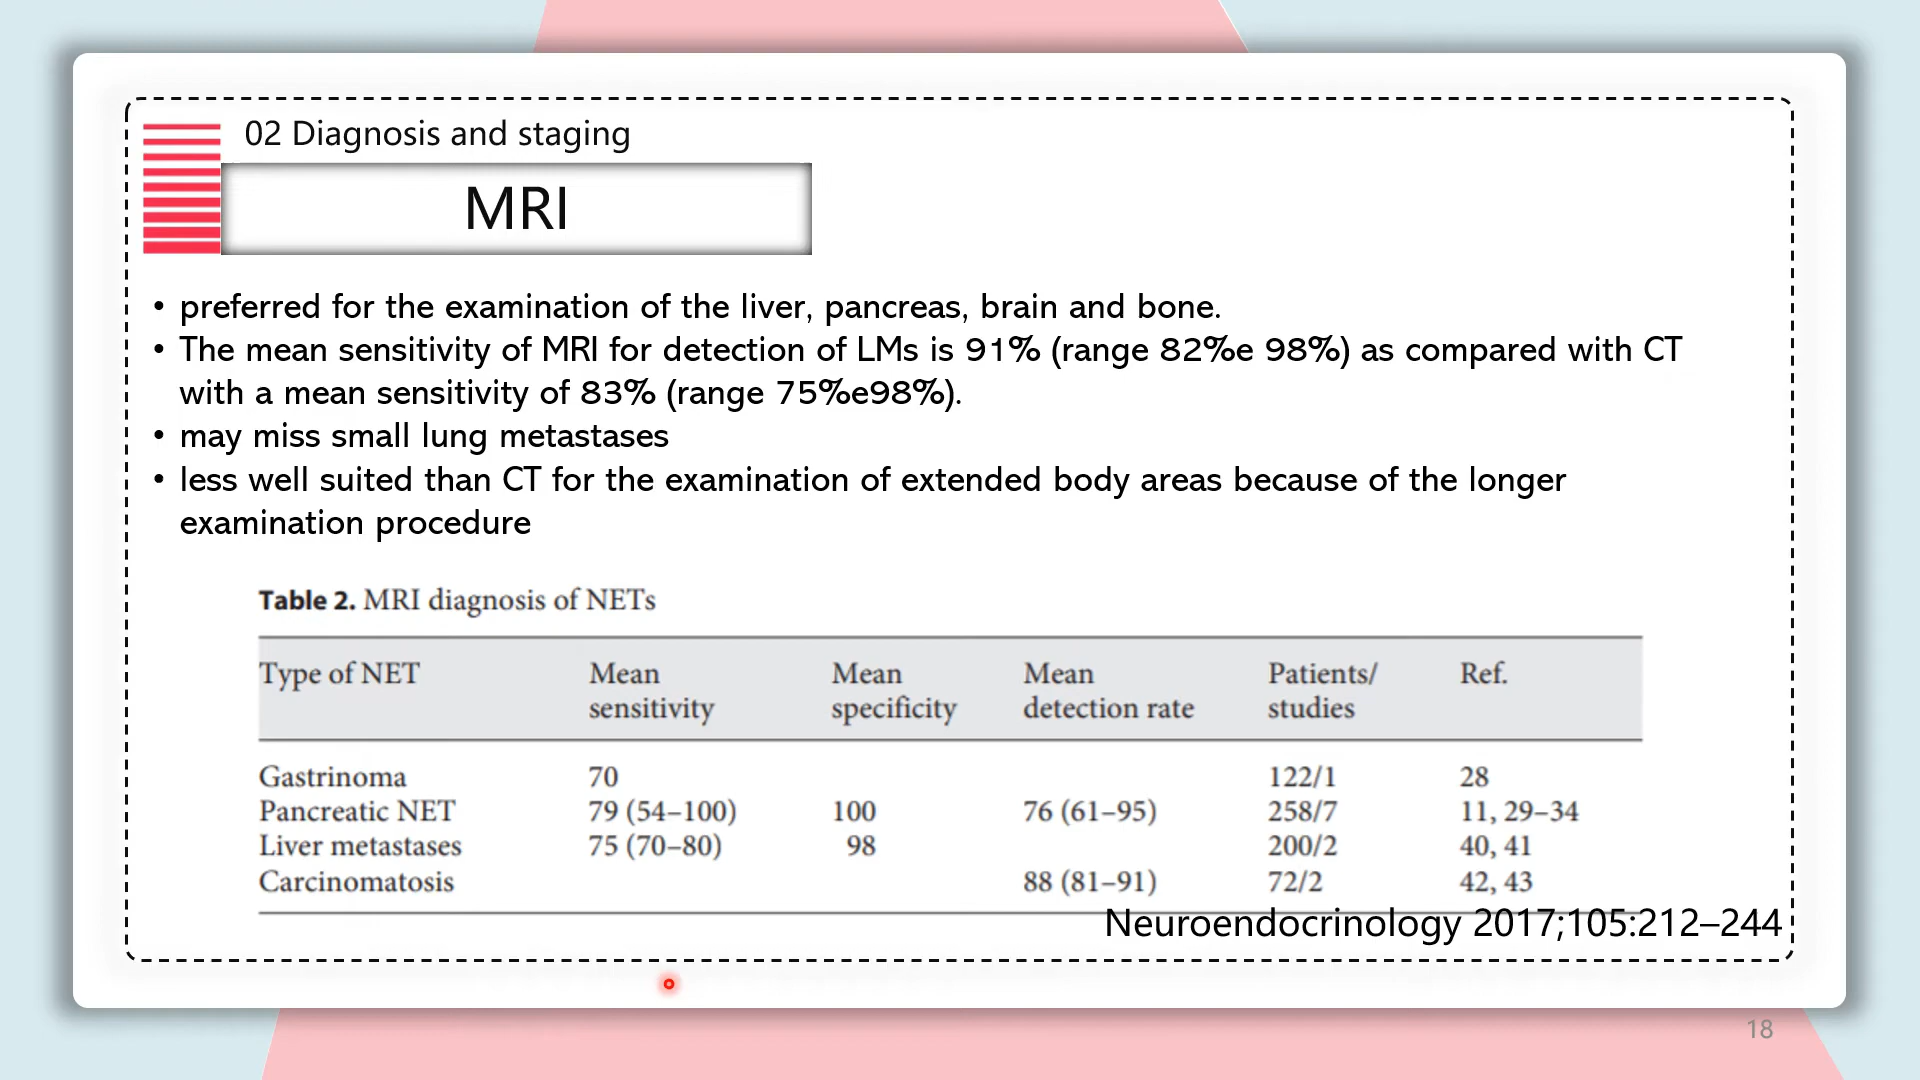 02 Diagnosis and staging
MRI
• preferred for the examination of the liver, pancreas, brain and bone.
• The mean sensitivity of MRI for detection of LMs is 91% (range 82%e 98%) as compared with CT
with a mean sensitivity of 83% (range 75%e98%).
• may miss small lung metastases
• less well suited than CT for the examination of extended body areas because of the longer
examination procedure
Table 2. MRI diagnosis of NETs
Type of NET Mean sensitivity Mean specificity Mean detection rate Patients/ studies Ref.
Gastrinoma 70 122/1 28
Pancreatic NET 79 (54–100) 100 76 (61–95) 258/7 11, 29–34
Liver metastases 75 (70–80) 98 200/2 40, 41
Carcinomatosis 88 (81–91) 72/2 42, 43
Neuroendocrinology 2017;105:212–244
18